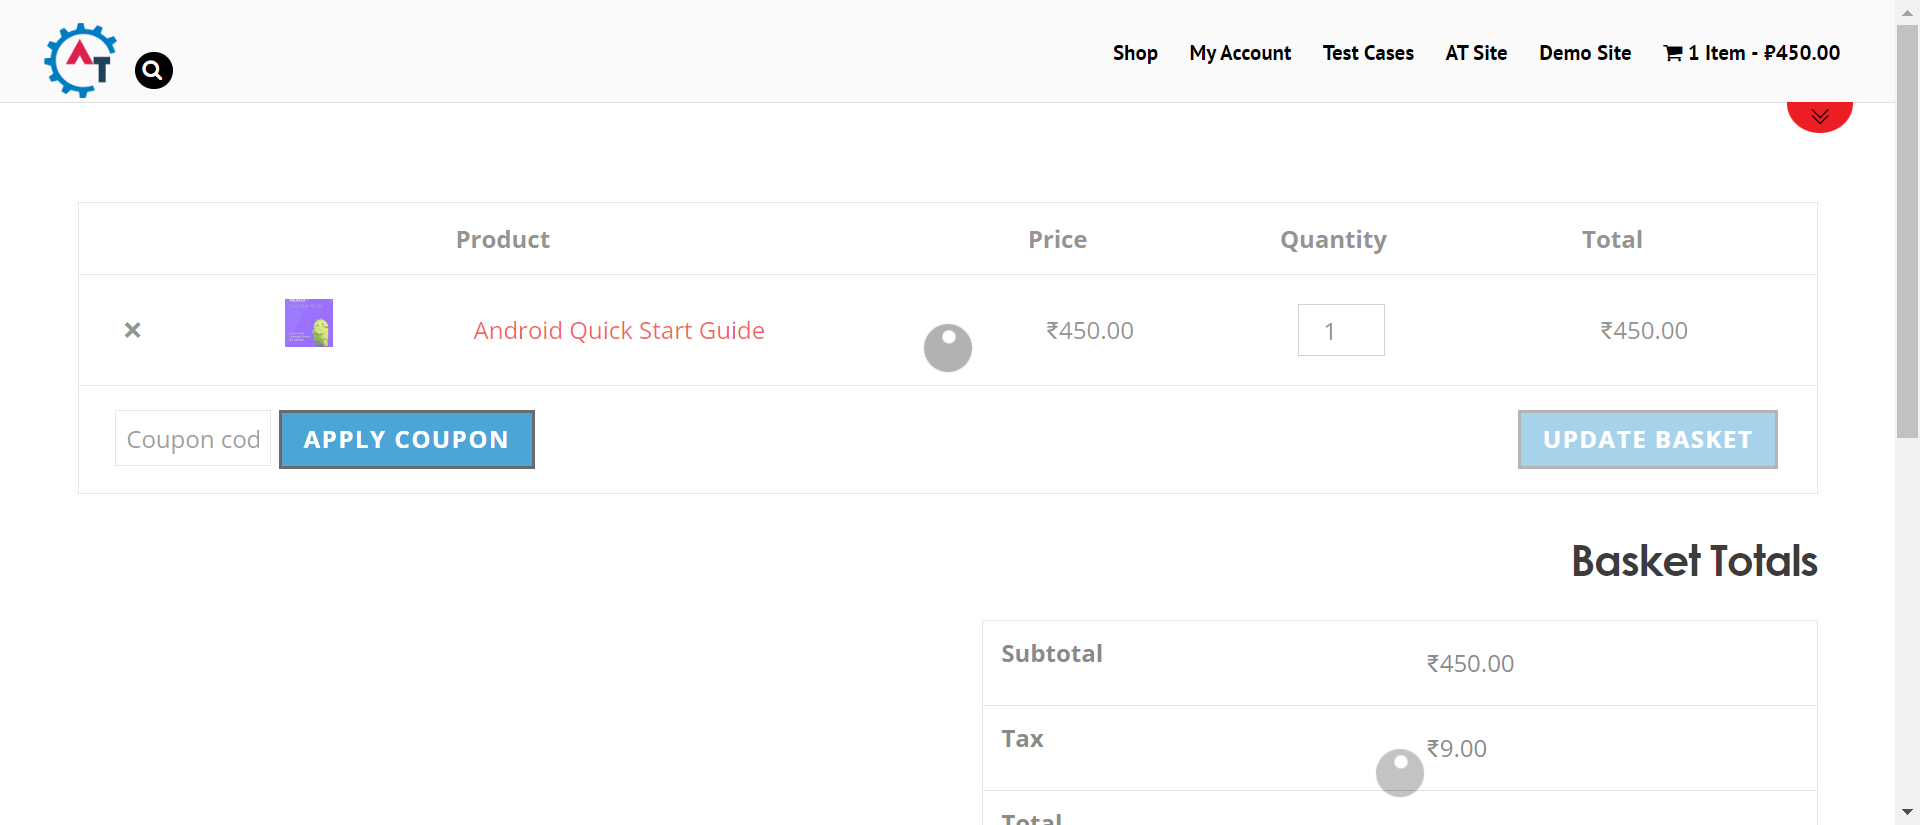 AT
Shop My Account Test Cases AT Site Demo Site 1 Item - ₽450.00
Product Price Quantity Total
× Android Quick Start Guide ₹450.00 1 ₹450.00
Coupon cod APPLY COUPON UPDATE BASKET
Basket Totals
Subtotal ₹450.00
Tax ₹9.00
Total